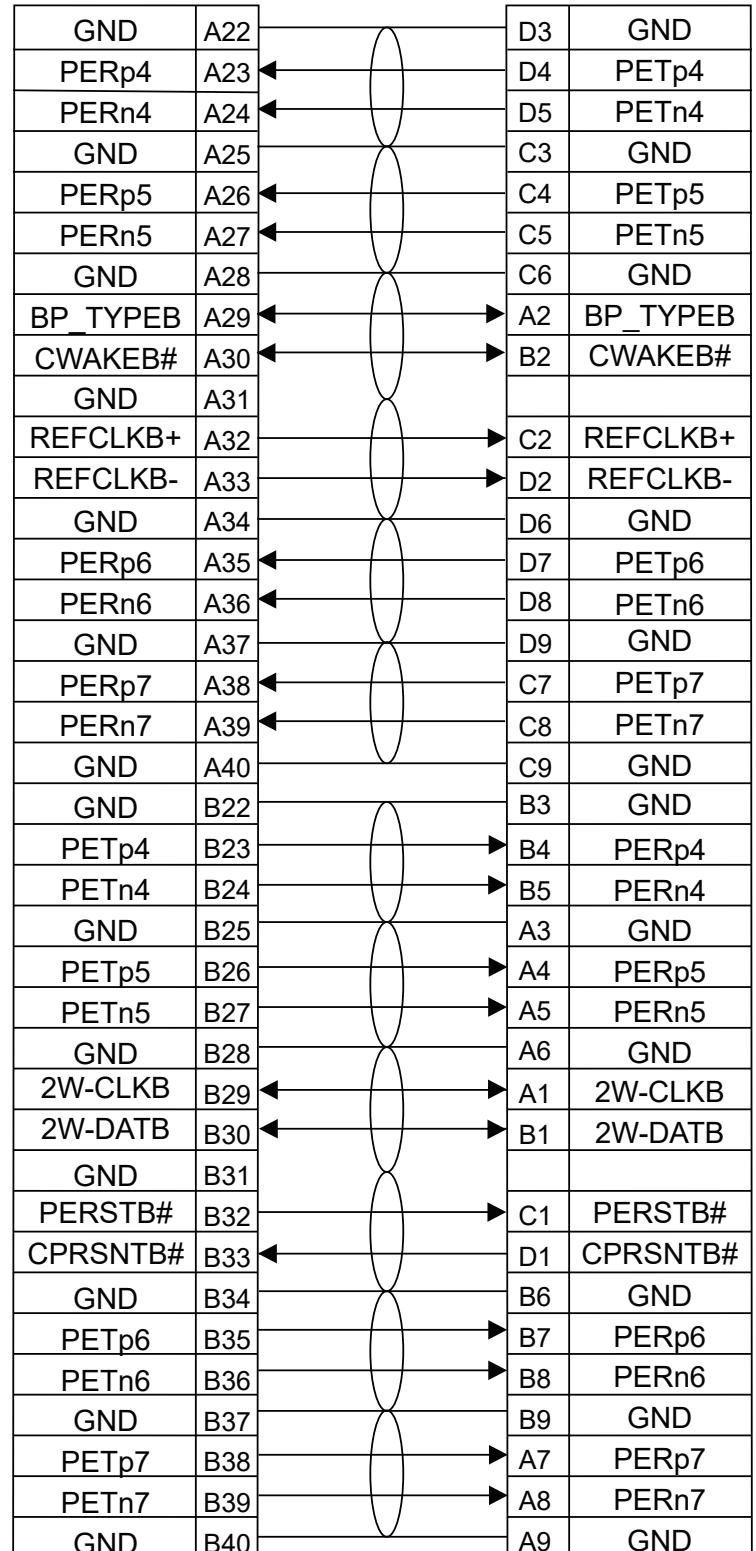 GND A22 D3 GND
PERp4 A23 D4 PETp4
PERn4 A24 D5 PETn4
GND A25 C3 GND
PERp5 A26 C4 PETp5
PERn5 A27 C5 PETn5
GND A28 C6 GND
BP_TYPEB A29 A2 BP_TYPEB
CWAKEB# A30 B2 CWAKEB#
GND A31
REFCLKB+ A32 C2 REFCLKB+
REFCLKB- A33 D2 REFCLKB-
GND A34 D6 GND
PERp6 A35 D7 PETp6
PERn6 A36 D8 PETn6
GND A37 D9 GND
PERp7 A38 C7 PETp7
PERn7 A39 C8 PETn7
GND A40 C9 GND
GND B22 B3 GND
PETp4 B23 B4 PERp4
PETn4 B24 B5 PERn4
GND B25 A3 GND
PETp5 B26 A4 PERp5
PETn5 B27 A5 PERn5
GND B28 A6 GND
2W-CLKB B29 A1 2W-CLKB
2W-DATB B30 B1 2W-DATB
GND B31
PERSTB# B32 C1 PERSTB#
CPRSNTB# B33 D1 CPRSNTB#
GND B34 B6 GND
PETp6 B35 B7 PERp6
PETn6 B36 B8 PERn6
GND B37 B9 GND
PETp7 B38 A7 PERp7
PETn7 B39 A8 PERn7
GND B40 A9 GND